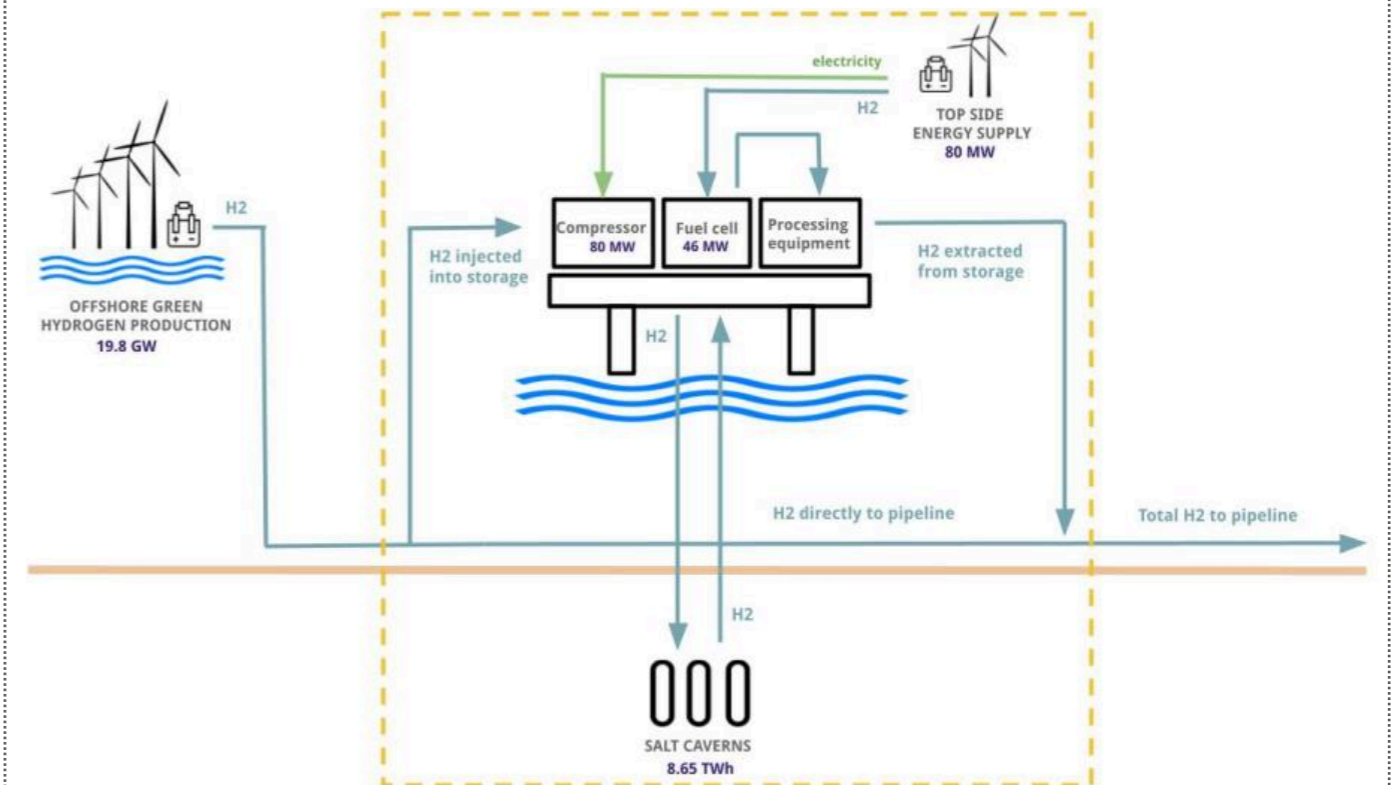 electricity
H2
TOP SIDE
ENERGY SUPPLY
80 MW
H2
Compressor
80 MW
Fuel cell
46 MW
Processing
equipment
H2 injected
into storage
H2 extracted
from storage
OFFSHORE GREEN
HYDROGEN PRODUCTION
19.8 GW
H2
H2 directly to pipeline
Total H2 to pipeline
H2
SALT CAVERNS
8.65 TWh